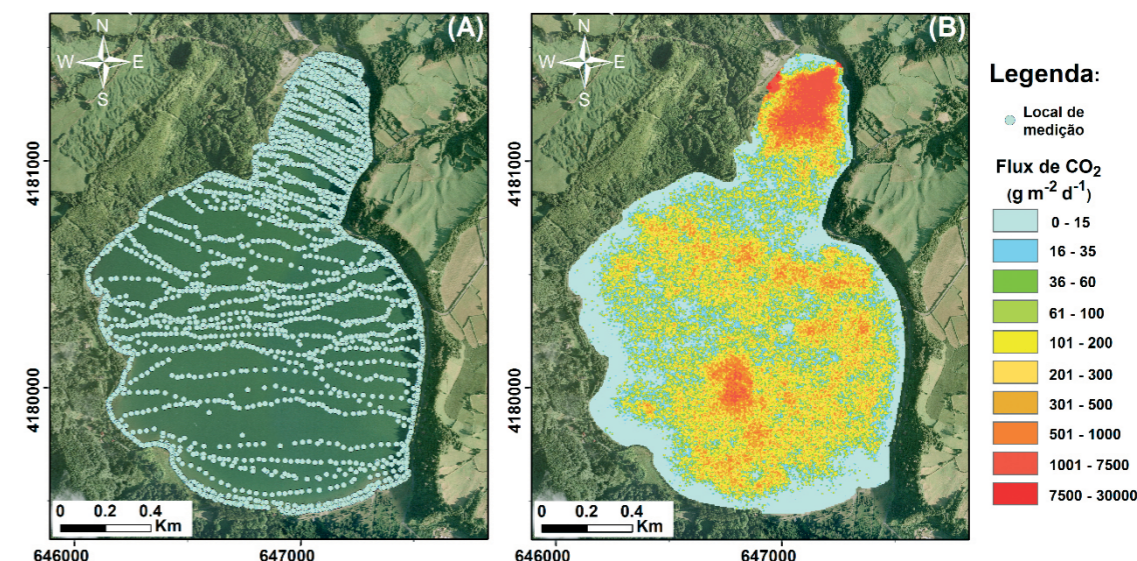 (A)
N
W E
S
4181000
4180000
0 0.2 0.4
Km
646000 647000
(B)
N
W E
S
4181000
4180000
0 0.2 0.4
Km
646000 647000
Legenda:
Local de
medição
Flux de CO2
(g m-2 d-1)
0 - 15
16 - 35
36 - 60
61 - 100
101 - 200
201 - 300
301 - 500
501 - 1000
1001 - 7500
7500 - 30000